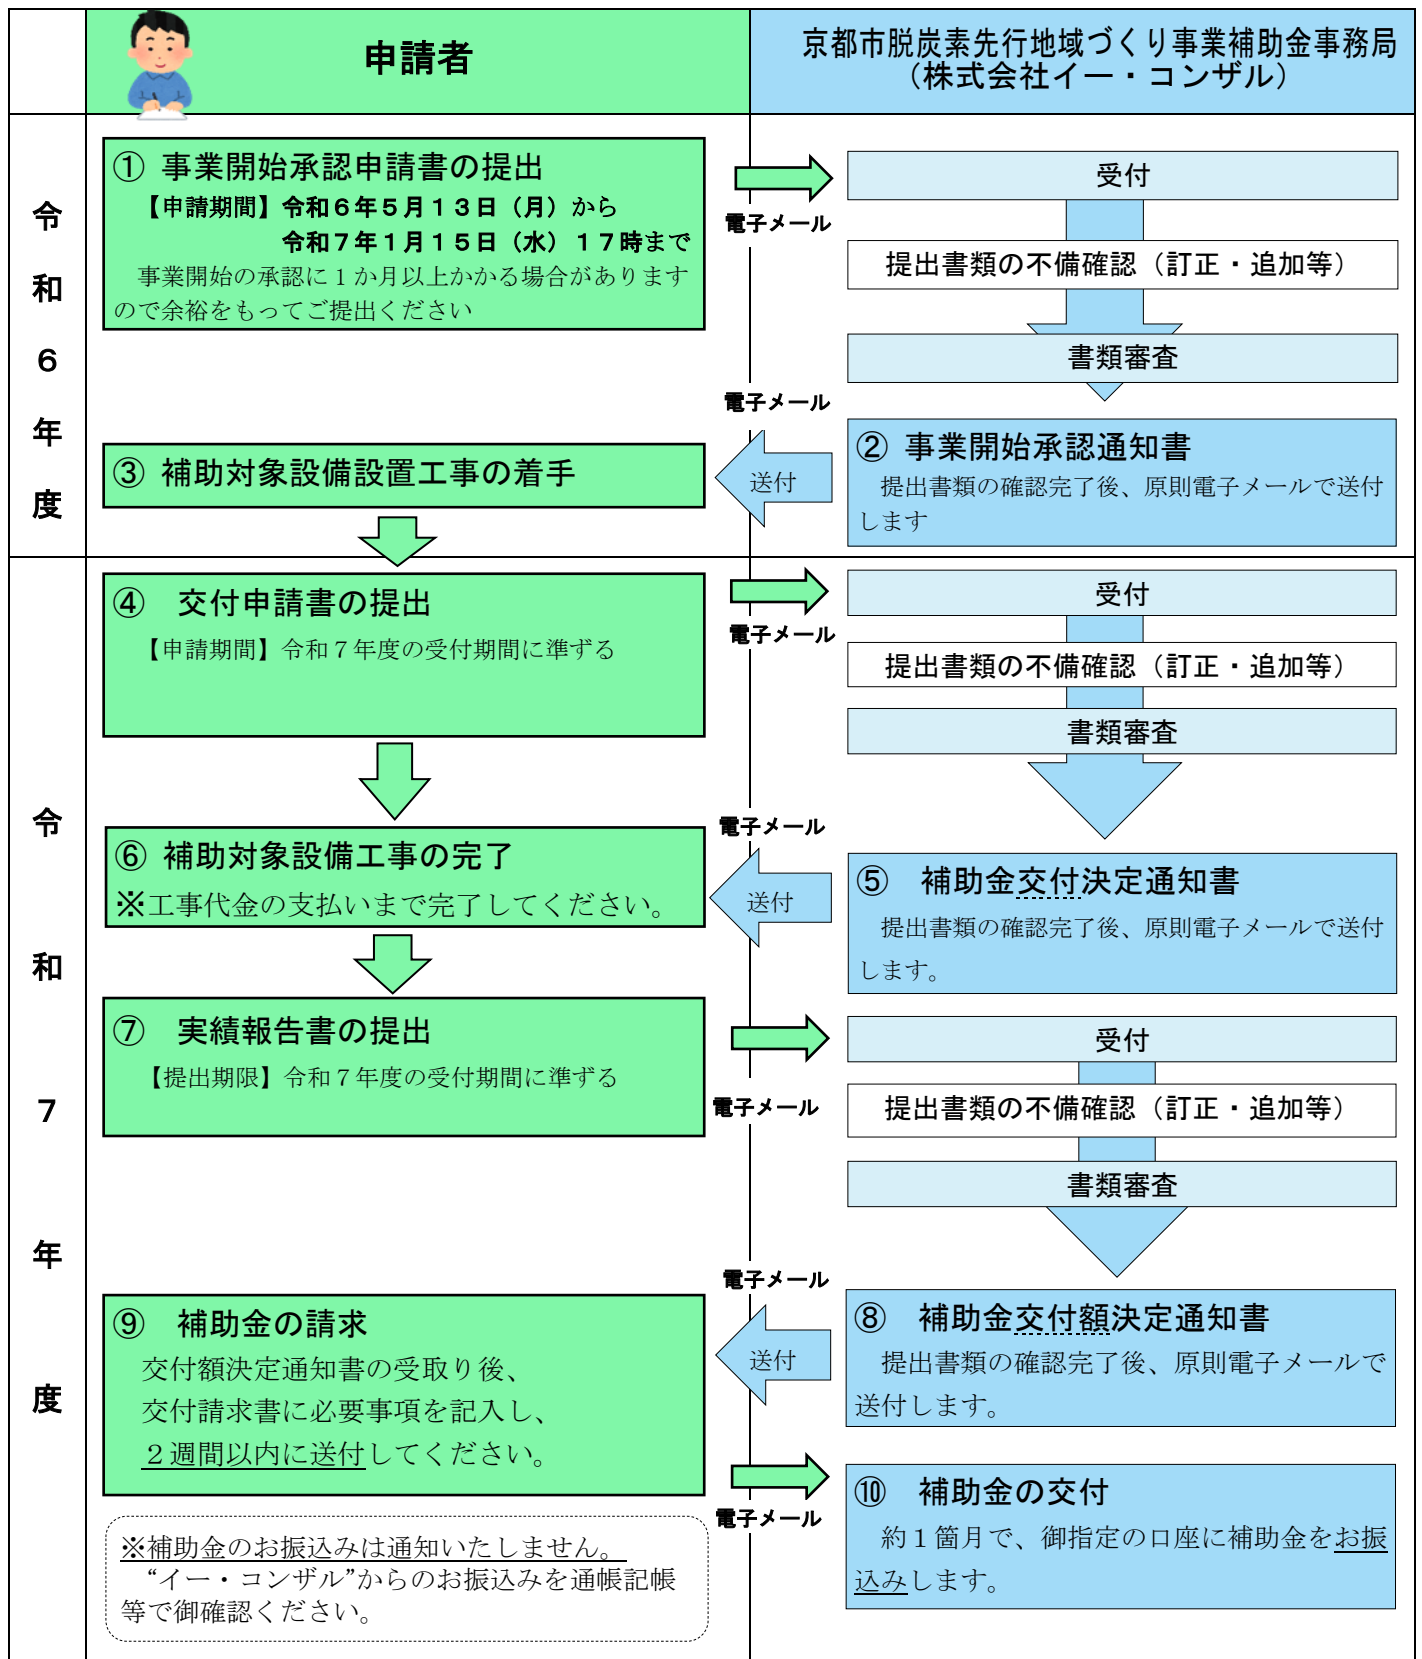 申請者
京都市脱炭素先行地域づくり事業補助金事務局
（株式会社イー・コンザル）
令和６年度
① 事業開始承認申請書の提出
【申請期間】令和６年５月１３日（月）から
令和７年１月１５日（水）１７時まで
事業開始の承認に１か月以上かかる場合があります
ので余裕をもってご提出ください
電子メール
受付
提出書類の不備確認（訂正・追加等）
書類審査
電子メール
② 事業開始承認通知書
提出書類の確認完了後、原則電子メールで送付
します
送付
③ 補助対象設備設置工事の着手
令和７年度
④　交付申請書の提出
【申請期間】令和７年度の受付期間に準ずる
電子メール
受付
提出書類の不備確認（訂正・追加等）
書類審査
電子メール
⑤　補助金交付決定通知書
提出書類の確認完了後、原則電子メールで送付
します。
送付
⑥ 補助対象設備工事の完了
※工事代金の支払いまで完了してください。
⑦　実績報告書の提出
【提出期限】令和７年度の受付期間に準ずる
電子メール
受付
提出書類の不備確認（訂正・追加等）
書類審査
電子メール
⑧　補助金交付額決定通知書
提出書類の確認完了後、原則電子メールで
送付します。
送付
⑨　補助金の請求
交付額決定通知書の受取り後、
交付請求書に必要事項を記入し、
２週間以内に送付してください。
電子メール
⑩　補助金の交付
約１箇月で、御指定の口座に補助金をお振
込みします。
※補助金のお振込みは通知いたしません。
“イー・コンザル”からのお振込みを通帳記帳
等で御確認ください。